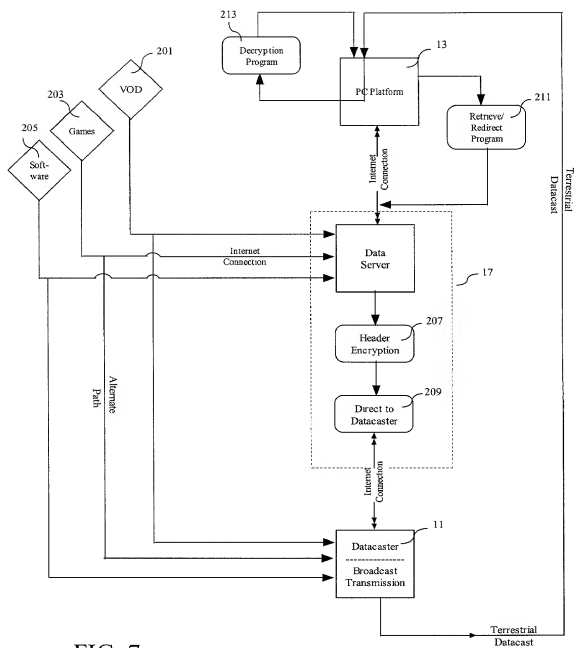 213
Decryption
Program
13
PC Platform
201
VOD
203
Games
205
Soft-
ware
211
Retrieve/
Redirect
Program
Internet
Connection
Terrestrial
Datacast
Data
Server
Internet
Connection
17
207
Header
Encryption
209
Direct to
Datacaster
Alternate
Path
Internet
Connection
11
Datacaster
Broadcast
Transmission
Terrestrial
Datacast
FIG. 7